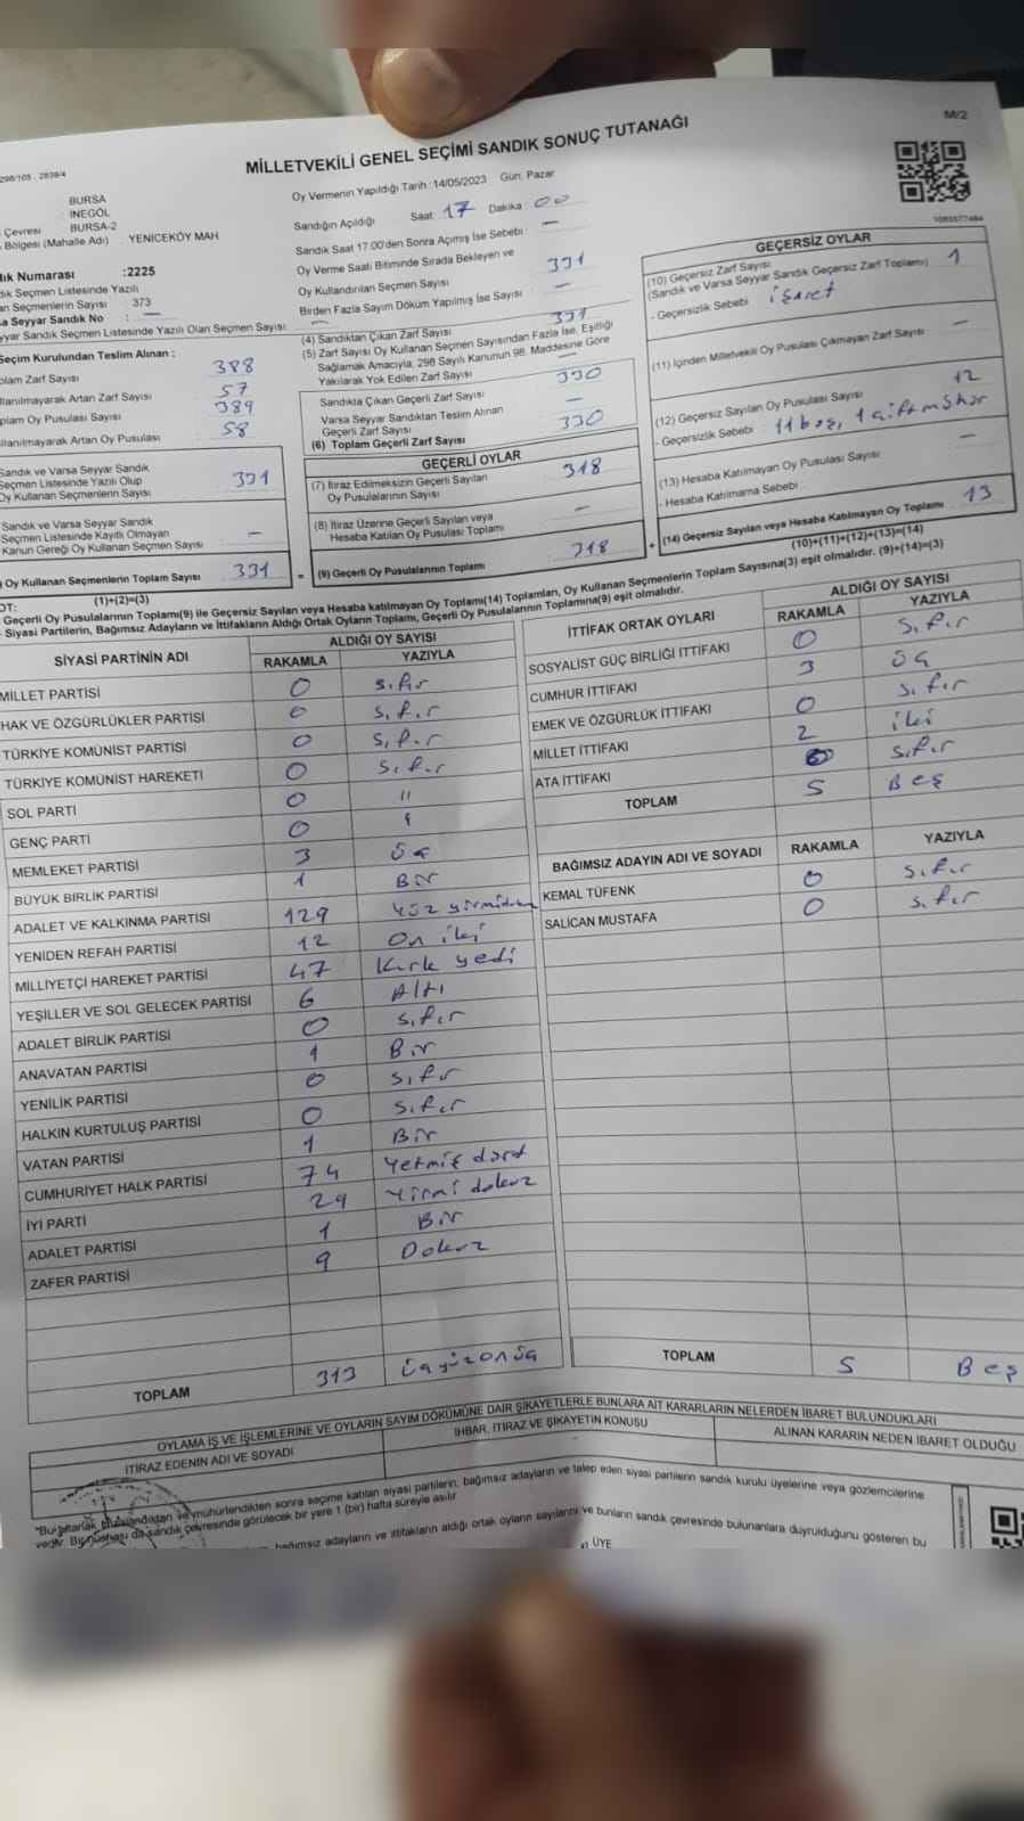 M/2
MİLLETVEKİLİ GENEL SEÇİMİ SANDIK SONUÇ TUTANAĞI
BURSA
İNEGÖL
Çevresi BURSA-2
Bölgesi (Mahalle Adı) YENİCEKÖY MAH
Oy Vermenin Yapıldığı Tarih : 14/05/2023 Gün: Pazar
Sandığın Açıldığı Saat: 17 Dakika: 00
Sandık Saat 17.00'den Sonra Açımış İse Sebebi: —
Oy Verme Saati Bitiminde Sırada Bekleyen ve
Oy Kullandırılan Seçmen Sayısı 331
Birden Fazla Sayım Döküm Yapılmış İse Sayısı —
dık Numarası :2225
dık Seçmen Listesinde Yazılı
an Seçmenlerin Sayısı 373
sa Seyyar Sandık No : —
yyar Sandık Seçmen Listesinde Yazılı Olan Seçmen Sayısı: —
Seçim Kurulundan Teslim Alınan :
plam Zarf Sayısı 388
llanılmayarak Artan Zarf Sayısı 57
plam Oy Pusulası Sayısı 389
llanılmayarak Artan Oy Pusulası 58
Sandık ve Varsa Seyyar Sandık
Seçmen Listesinde Yazılı Olup
Oy Kullanan Seçmenlerin Sayısı 331
Sandık ve Varsa Seyyar Sandık
Seçmen Listesinde Kayıtlı Olmayan
Kanun Gereği Oy Kullanan Seçmen Sayısı —
Oy Kullanan Seçmenlerin Toplam Sayısı 331
(1)+(2)=(3)
(4) Sandıktan Çıkan Zarf Sayısı 331
(5) Zarf Sayısı Oy Kullanan Seçmen Sayısından Fazla İse, Eşitliği
Sağlamak Amacıyla, 298 Sayılı Kanunun 98. Maddesine Göre
Yakılarak Yok Edilen Zarf Sayısı —
Sandıkta Çıkan Geçerli Zarf Sayısı 330
Varsa Seyyar Sandıktan Teslim Alınan
Geçerli Zarf Sayısı —
(6) Toplam Geçerli Zarf Sayısı 330
GEÇERLİ OYLAR
(7) İtiraz Edilmeksizin Geçerli Sayılan
Oy Pusulalarının Sayısı 318
(8) İtiraz Üzerine Geçerli Sayılan veya
Hesaba Katılan Oy Pusulası Toplamı —
= (9) Geçerli Oy Pusulalarının Toplamı 318
GEÇERSİZ OYLAR
(10) Geçersiz Zarf Sayısı
(Sandık ve Varsa Seyyar Sandık Geçersiz Zarf Toplamı) 1
- Geçersizlik Sebebi : işaret
(11) İçinden Milletvekili Oy Pusulası Çıkmayan Zarf Sayısı —
(12) Geçersiz Sayılan Oy Pusulası Sayısı 12
- Geçersizlik Sebebi 11 boş, 1 çift mühür
(13) Hesaba Katılmayan Oy Pusulası Sayısı —
- Hesaba Katılmama Sebebi :
+ (14) Geçersiz Sayılan veya Hesaba Katılmayan Oy Toplamı 13
(10)+(11)+(12)+(13)=(14)
OT:
Geçerli Oy Pusulalarının Toplamı(9) ile Geçersiz Sayılan veya Hesaba katılmayan Oy Toplamı(14) Toplamları, Oy Kullanan Seçmenlerin Toplam Sayısına(3) eşit olmalıdır. (9)+(14)=(3)
- Siyasi Partilerin, Bağımsız Adayların ve İttifakların Aldığı Ortak Oyların Toplamı, Geçerli Oy Pusulalarının Toplamına(9) eşit olmalıdır.
SİYASİ PARTİNİN ADI ALDIĞI OY SAYISI
RAKAMLA YAZIYLA
MİLLET PARTİSİ 0 sıfır
HAK VE ÖZGÜRLÜKLER PARTİSİ 0 sıfır
TÜRKİYE KOMÜNİST PARTİSİ 0 sıfır
TÜRKİYE KOMÜNİST HAREKETİ 0 sıfır
SOL PARTİ 0 "
GENÇ PARTİ 0
MEMLEKET PARTİSİ 3 üç
BÜYÜK BİRLİK PARTİSİ 1 Bir
ADALET VE KALKINMA PARTİSİ 129 yüz yirmidokuz
YENİDEN REFAH PARTİSİ 12 On iki
MİLLİYETÇİ HAREKET PARTİSİ 47 Kırk yedi
YEŞİLLER VE SOL GELECEK PARTİSİ 6 Altı
ADALET BİRLİK PARTİSİ 0 sıfır
ANAVATAN PARTİSİ 1 Bir
YENİLİK PARTİSİ 0 sıfır
HALKIN KURTULUŞ PARTİSİ 0 sıfır
VATAN PARTİSİ 1 Bir
CUMHURİYET HALK PARTİSİ 74 Yetmiş dört
İYİ PARTİ 29 Yirmi dokuz
ADALET PARTİSİ 1 Bir
ZAFER PARTİSİ 9 Dokuz
TOPLAM 313 üçyüzonüç
İTTİFAK ORTAK OYLARI ALDIĞI OY SAYISI
RAKAMLA YAZIYLA
SOSYALİST GÜÇ BİRLİĞİ İTTİFAKI 0 sıfır
CUMHUR İTTİFAKI 3 üç
EMEK VE ÖZGÜRLÜK İTTİFAKI 0 sıfır
MİLLET İTTİFAKI 2 iki
ATA İTTİFAKI 0 sıfır
TOPLAM 5 Beş
BAĞIMSIZ ADAYIN ADI VE SOYADI RAKAMLA YAZIYLA
KEMAL TÜFENK 0 sıfır
SALİCAN MUSTAFA 0 sıfır
TOPLAM 5 Beş
OYLAMA İŞ VE İŞLEMLERİNE VE OYLARIN SAYIM DÖKÜMÜNE DAİR ŞİKAYETLERLE BUNLARA AİT KARARLARIN NELERDEN İBARET BULUNDUKLARI
İTİRAZ EDENİN ADI VE SOYADI İHBAR, İTİRAZ VE ŞİKAYETİN KONUSU ALINAN KARARIN NEDEN İBARET OLDUĞU
mühürlendikten sonra seçime katılan siyasi partilerin, bağımsız adayların ve talep eden siyasi partilerin sandık kurulu üyelerine veya gözlemcilerine
sandık çevresinde görülecek bir yere 1 (bir) hafta süreyle asılır
bağımsız adayların ve ittifakların aldığı ortak oyların sayılarını ve bunların sandık çevresinde bulunanlara duyrulduğunu gösteren bu
ÜYE